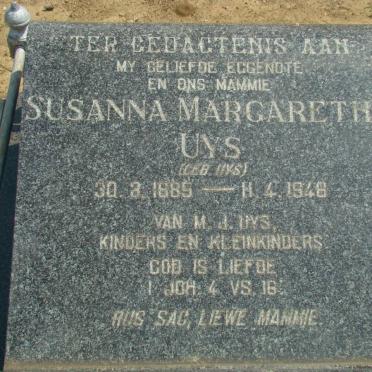 TER GEDAGTENIS AAN
MY GELIEFDE EGGENOTE
EN ONS MAMMIE
SUSANNA MARGARETH
UYS
(GEB. UYS)
30. 3. 1885 — 11. 4. 1948
VAN M. J. UYS,
KINDERS EN KLEINKINDERS.
GOD IS LIEFDE
1 JOH. 4 VS. 16.
RUS SAG, LIEWE MAMMIE.